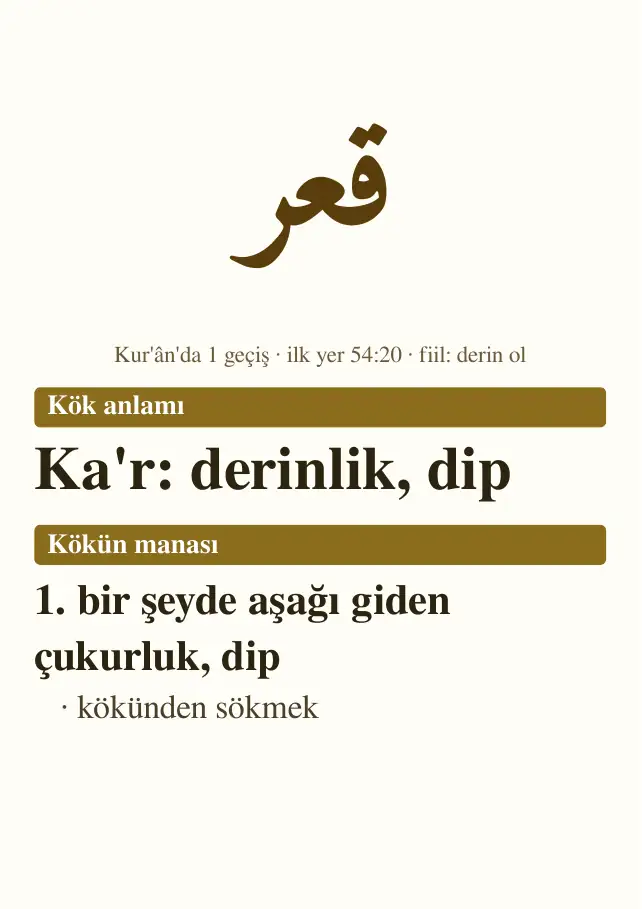 قعر
Kur'ân'da 1 geçiş · ilk yer 54:20 · fiil: derin ol
Kök anlamı
Ka'r: derinlik, dip
Kökün manası
1. bir şeyde aşağı giden
çukurluk, dip
· kökünden sökmek